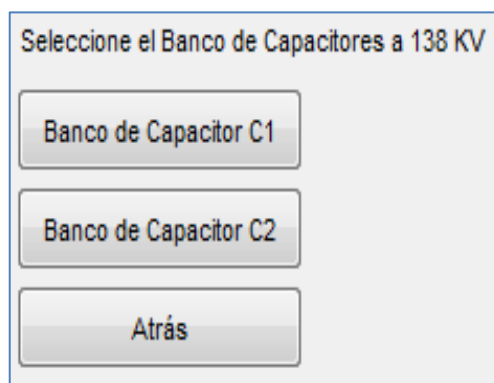 Seleccione el Banco de Capacitores a 138 KV
Banco de Capacitor C1
Banco de Capacitor C2
Atrás